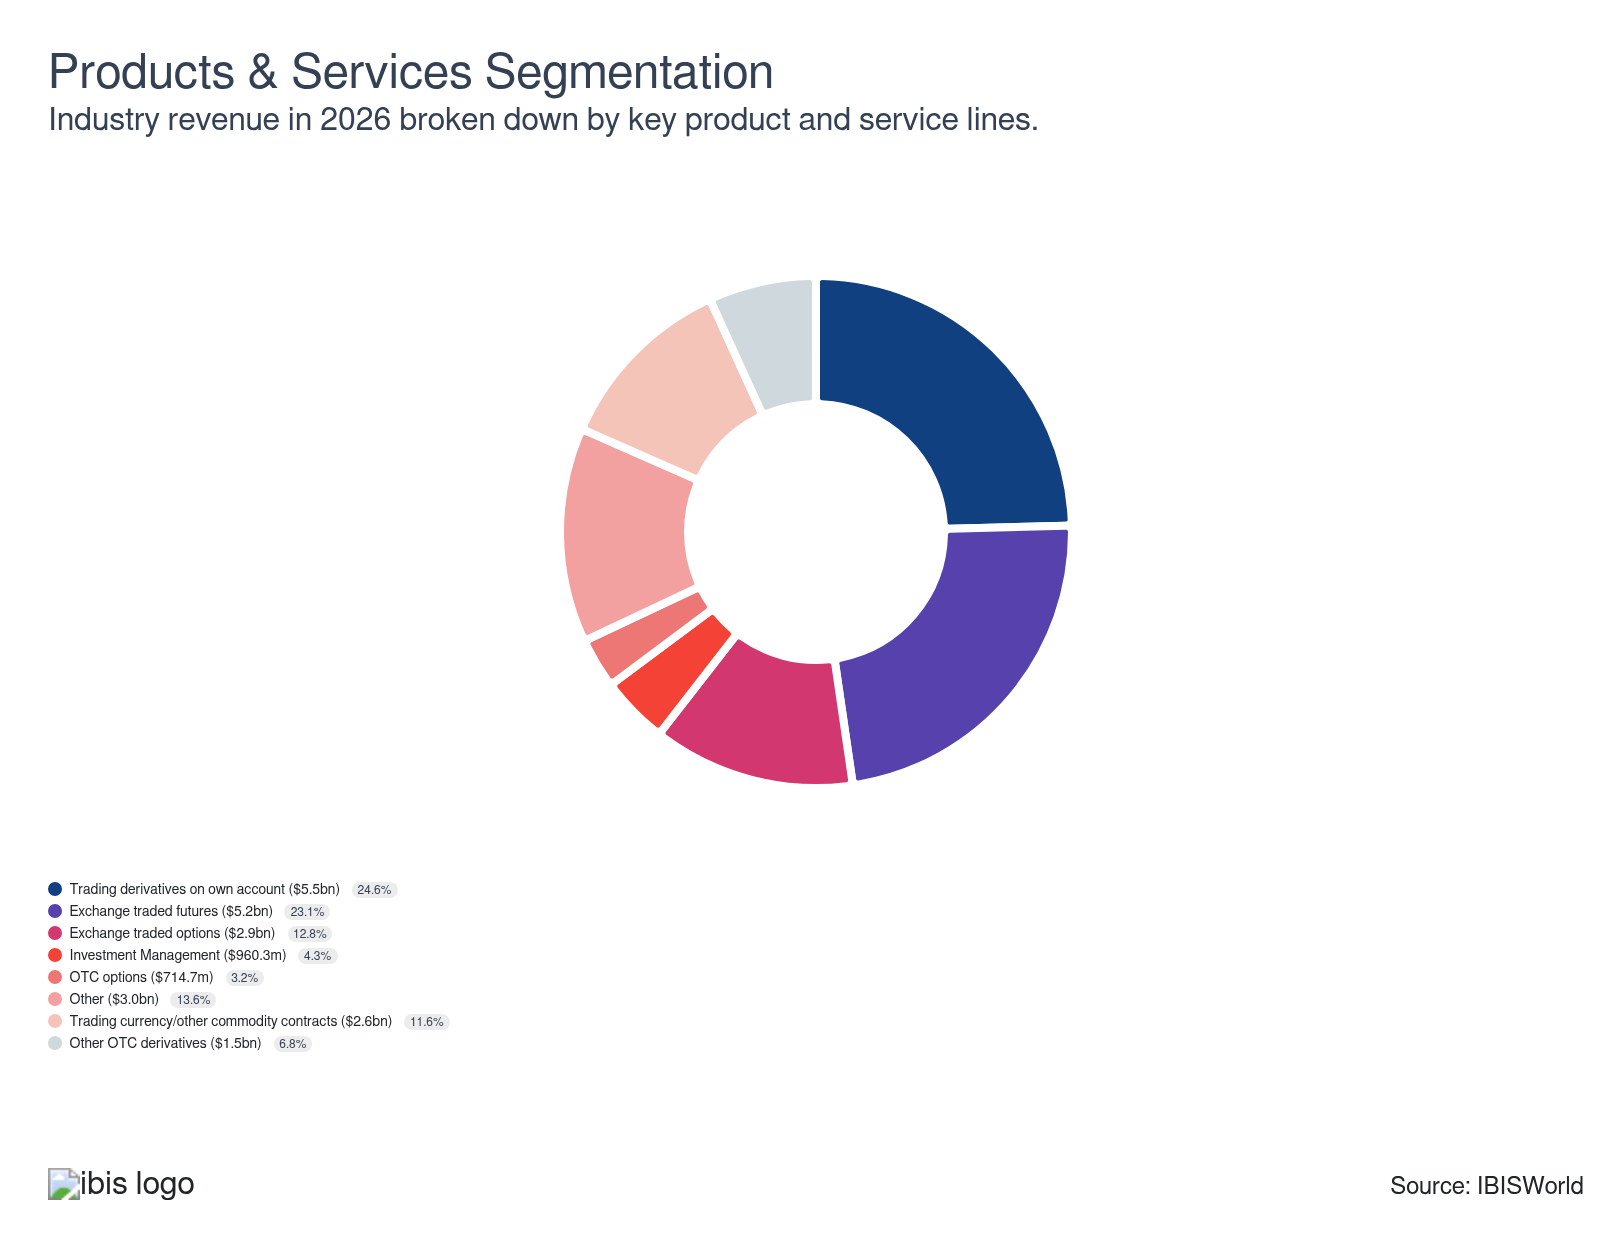 Products & Services Segmentation
Industry revenue in 2026 broken down by key product and service lines.
Trading derivatives on own account ($5.5bn) 24.6%
Exchange traded futures ($5.2bn) 23.1%
Exchange traded options ($2.9bn) 12.8%
Investment Management ($960.3m) 4.3%
OTC options ($714.7m) 3.2%
Other ($3.0bn) 13.6%
Trading currency/other commodity contracts ($2.6bn) 11.6%
Other OTC derivatives ($1.5bn) 6.8%
ibis logo
Source: IBISWorld